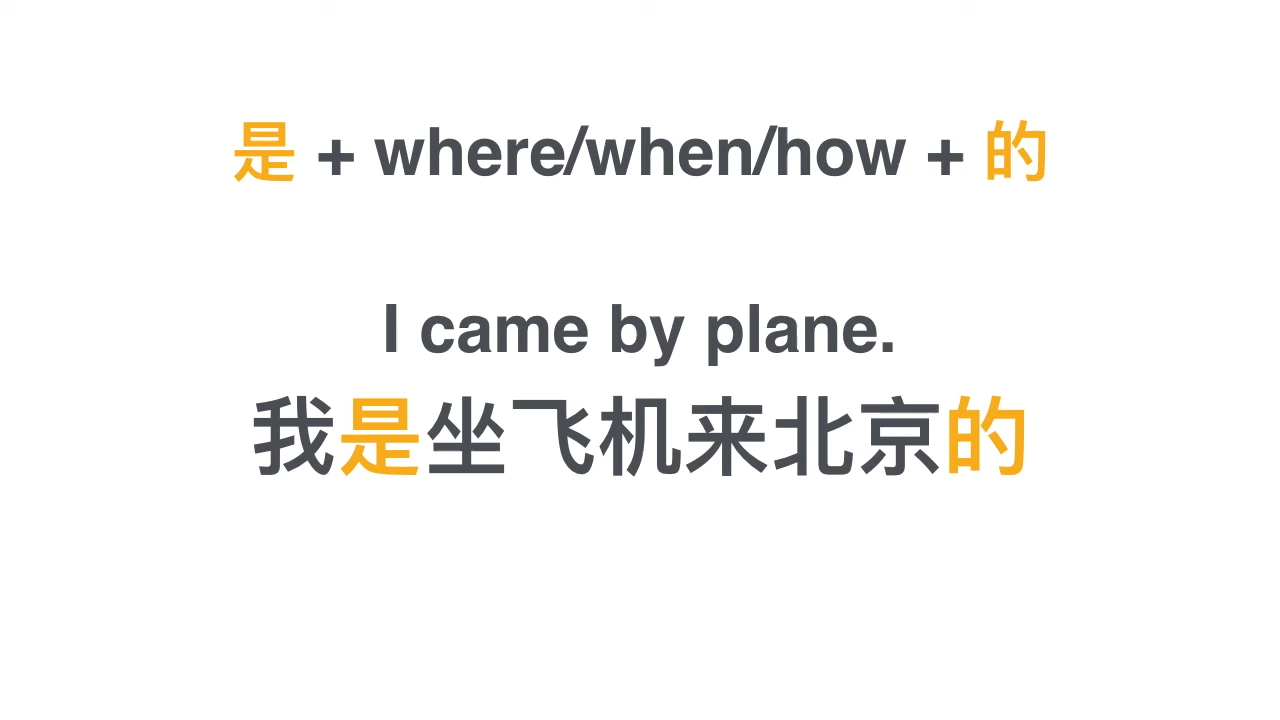 是 + where/when/how + 的
I came by plane.
我是坐飞机来北京的